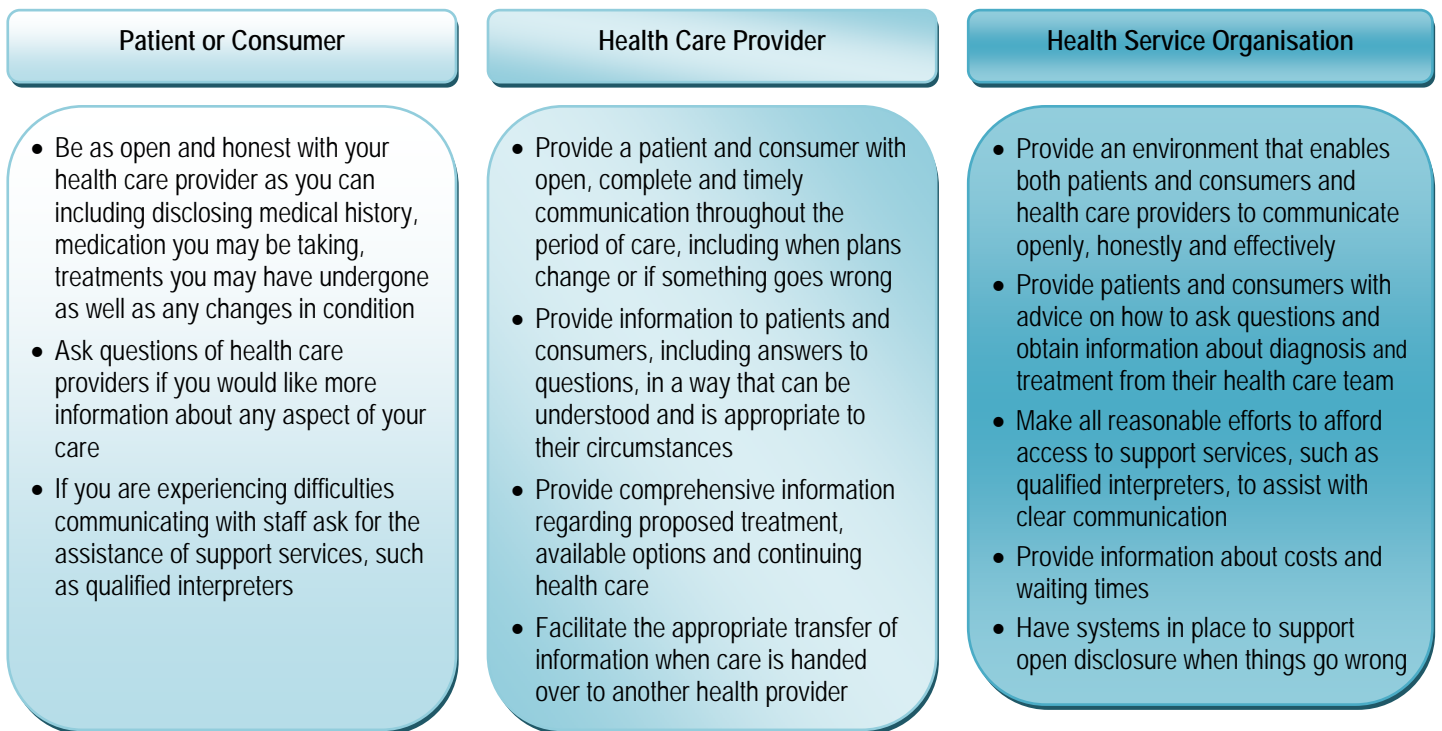 Patient or Consumer
• Be as open and honest with your
health care provider as you can
including disclosing medical history,
medication you may be taking,
treatments you may have undergone
as well as any changes in condition
• Ask questions of health care
providers if you would like more
information about any aspect of your
care
• If you are experiencing difficulties
communicating with staff ask for the
assistance of support services, such
as qualified interpreters
Health Care Provider
• Provide a patient and consumer with
open, complete and timely
communication throughout the
period of care, including when plans
change or if something goes wrong
• Provide information to patients and
consumers, including answers to
questions, in a way that can be
understood and is appropriate to
their circumstances
• Provide comprehensive information
regarding proposed treatment,
available options and continuing
health care
• Facilitate the appropriate transfer of
information when care is handed
over to another health provider
Health Service Organisation
• Provide an environment that enables
both patients and consumers and
health care providers to communicate
openly, honestly and effectively
• Provide patients and consumers with
advice on how to ask questions and
obtain information about diagnosis and
treatment from their health care team
• Make all reasonable efforts to afford
access to support services, such as
qualified interpreters, to assist with
clear communication
• Provide information about costs and
waiting times
• Have systems in place to support
open disclosure when things go wrong